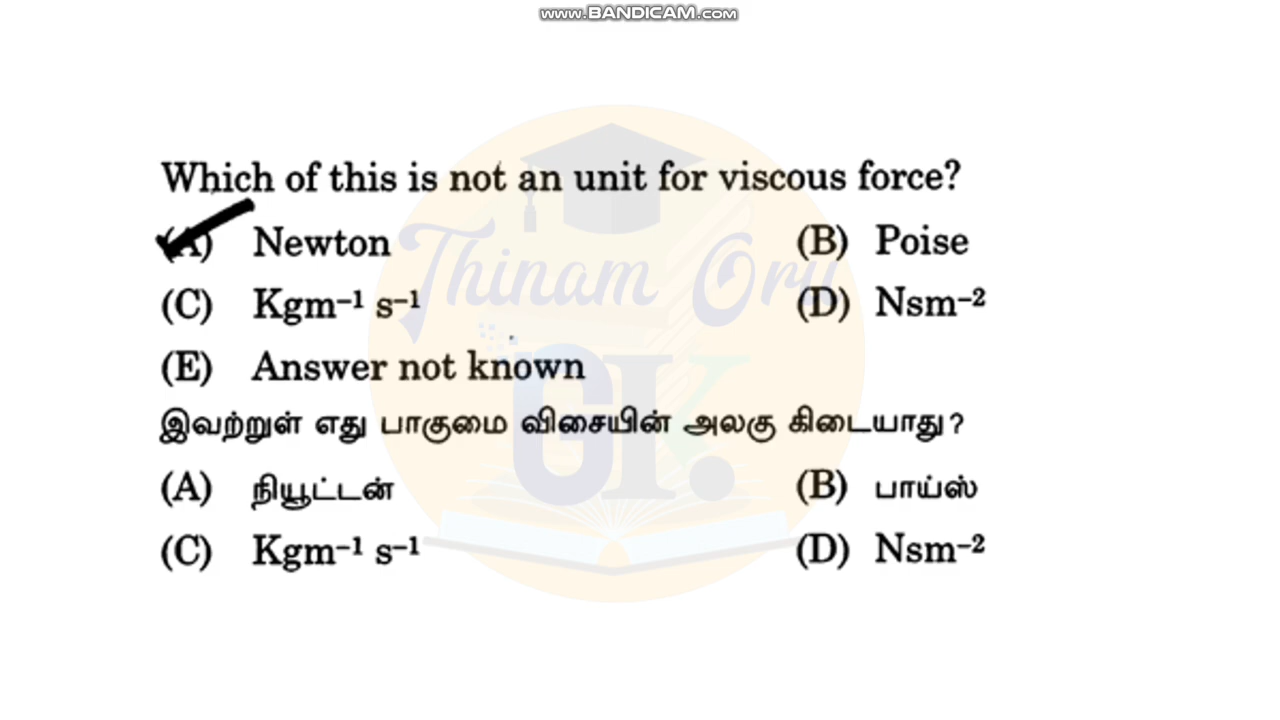 www.BANDICAM.com
Which of this is not an unit for viscous force?
(A) Newton (B) Poise
(C) Kgm⁻¹ s⁻¹ (D) Nsm⁻²
(E) Answer not known
இவற்றுள் எது பாகுமை விசையின் அலகு கிடையாது?
(A) நியூட்டன் (B) பாய்ஸ்
(C) Kgm⁻¹ s⁻¹ (D) Nsm⁻²
Thinam Oru
GK.